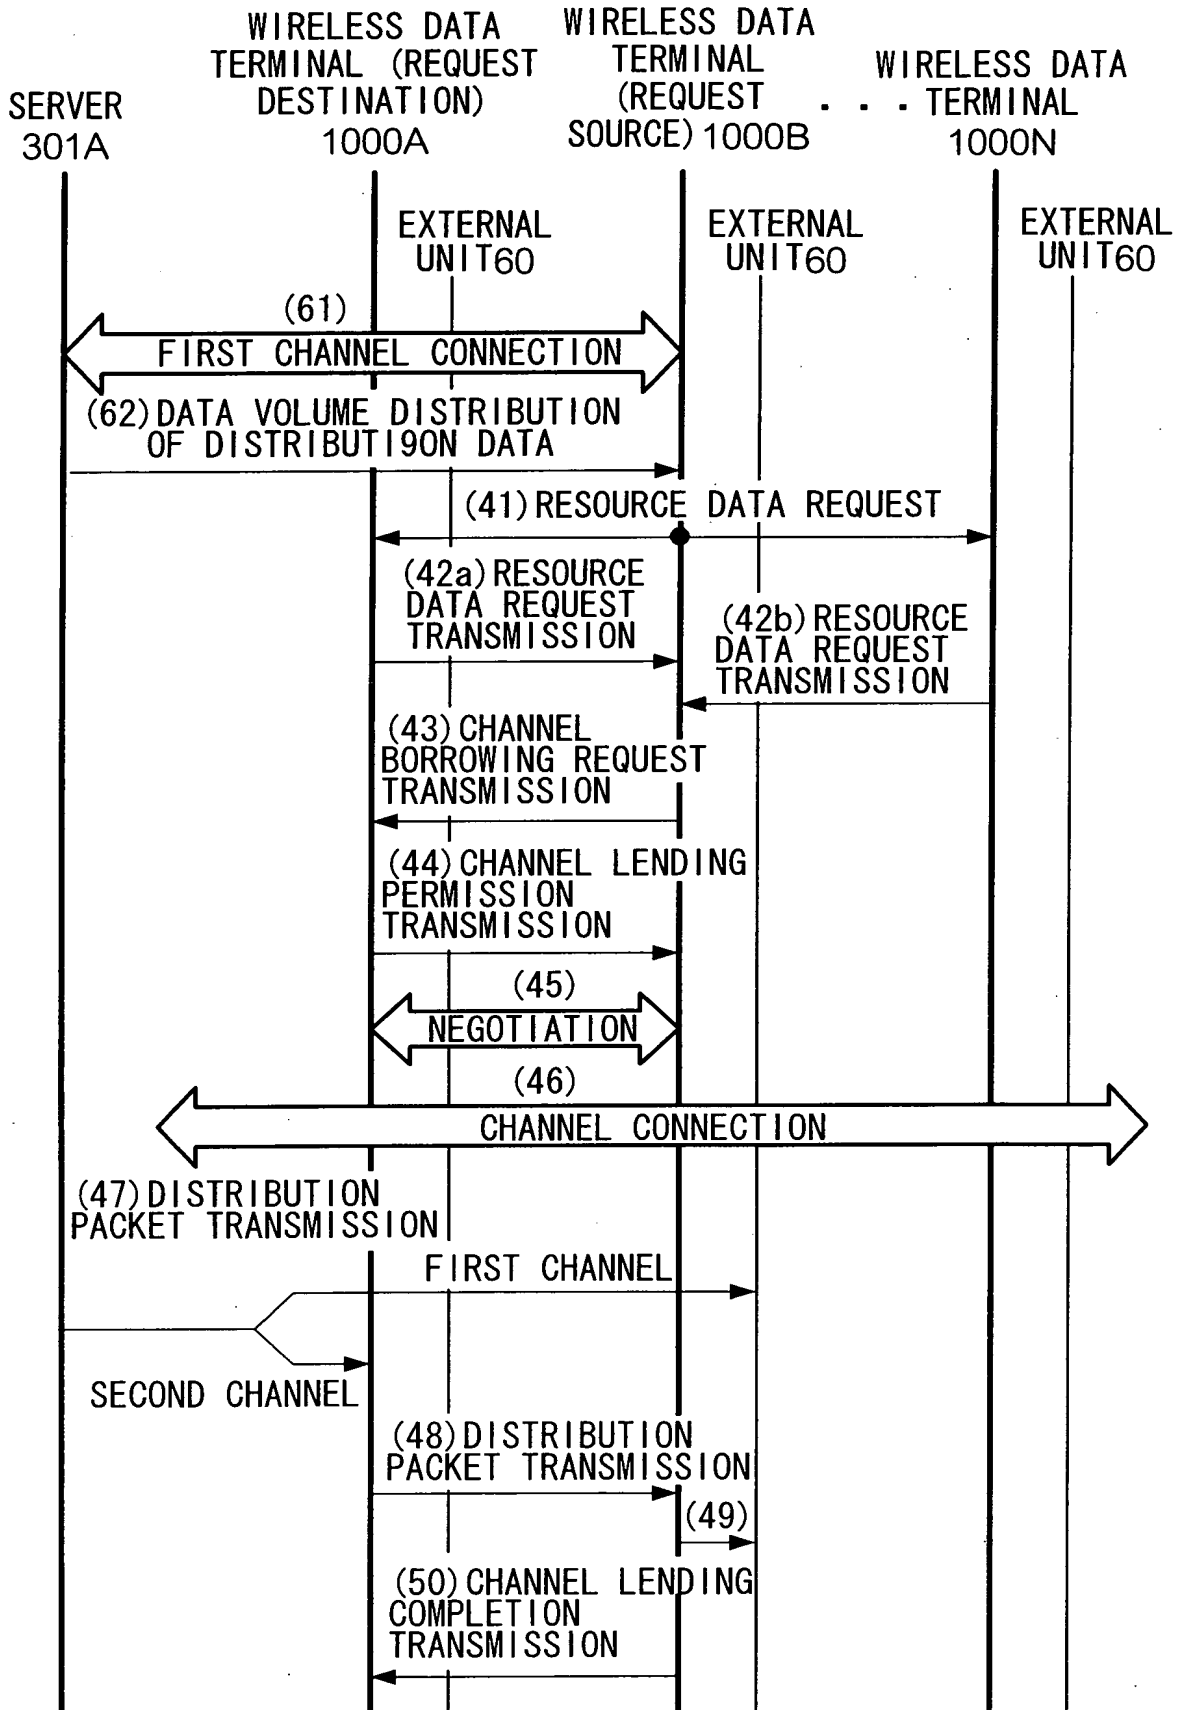 SERVER
301A
WIRELESS DATA
TERMINAL (REQUEST
DESTINATION)
1000A
WIRELESS DATA
TERMINAL
(REQUEST
SOURCE) 1000B
. . .
WIRELESS DATA
TERMINAL
1000N
EXTERNAL
UNIT60
EXTERNAL
UNIT60
EXTERNAL
UNIT60
(61)
FIRST CHANNEL CONNECTION
(62) DATA VOLUME DISTRIBUTION
OF DISTRIBUTI9ON DATA
(41) RESOURCE DATA REQUEST
(42a) RESOURCE
DATA REQUEST
TRANSMISSION
(42b) RESOURCE
DATA REQUEST
TRANSMISSION
(43) CHANNEL
BORROWING REQUEST
TRANSMISSION
(44) CHANNEL LENDING
PERMISSION
TRANSMISSION
(45)
NEGOTIATION
(46)
CHANNEL CONNECTION
(47) DISTRIBUTION
PACKET TRANSMISSION
FIRST CHANNEL
SECOND CHANNEL
(48) DISTRIBUTION
PACKET TRANSMISSION
(49)
(50) CHANNEL LENDING
COMPLETION
TRANSMISSION